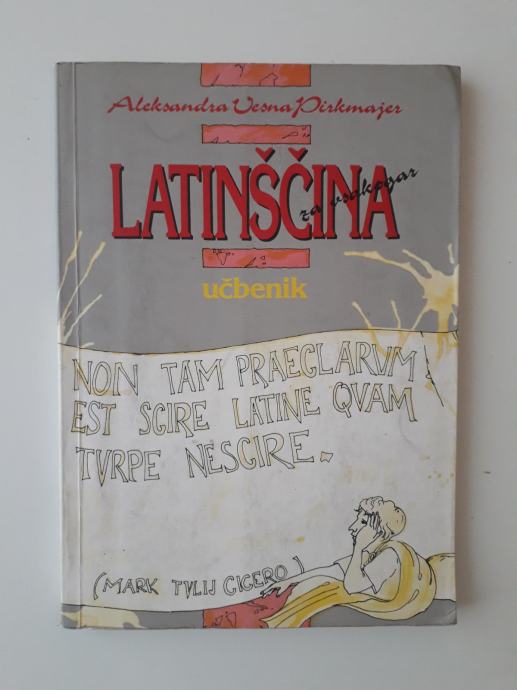 Aleksandra Vesna Pirkmajer
LATINŠČINA
za vsakogar
učbenik
NON TAM PRAECLARVM
EST SCIRE LATINE QVAM
TVRPE NESCIRE.
(MARK TVLIJ CICERO)